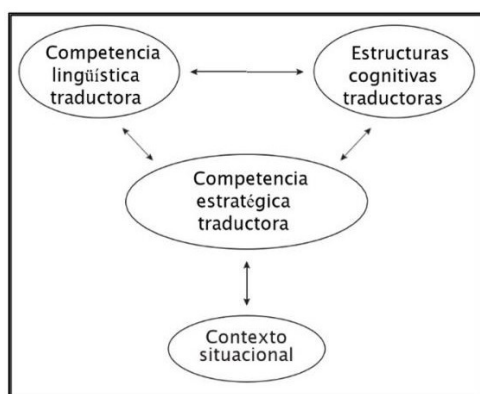 Competencia
lingüística
traductora
Estructuras
cognitivas
traductoras
Competencia
estratégica
traductora
Contexto
situacional